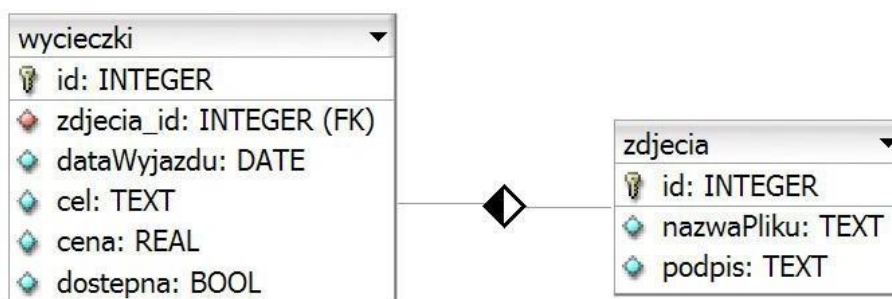 wycieczki
id: INTEGER
zdjecia_id: INTEGER (FK)
dataWyjazdu: DATE
cel: TEXT
cena: REAL
dostepna: BOOL
zdjecia
id: INTEGER
nazwaPliku: TEXT
podpis: TEXT